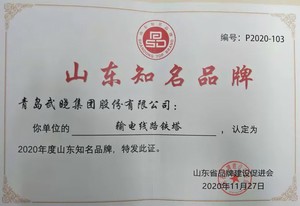 编号：P2020-103
山东知名品牌
青岛武晓集团股份有限公司：
你单位的 输电线路铁塔 ，认定为
2020年度山东知名品牌，特发此证。
山东省品牌建设促进会
2020年11月27日